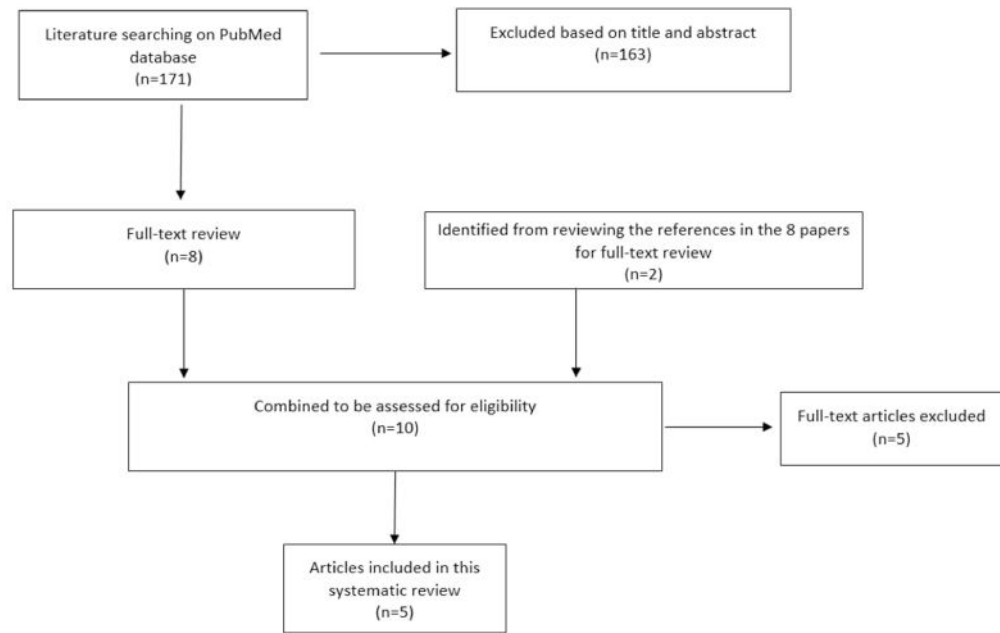 Literature searching on PubMed
database
(n=171)
Excluded based on title and abstract
(n=163)
Full-text review
(n=8)
Identified from reviewing the references in the 8 papers
for full-text review
(n=2)
Combined to be assessed for eligibility
(n=10)
Full-text articles excluded
(n=5)
Articles included in this
systematic review
(n=5)